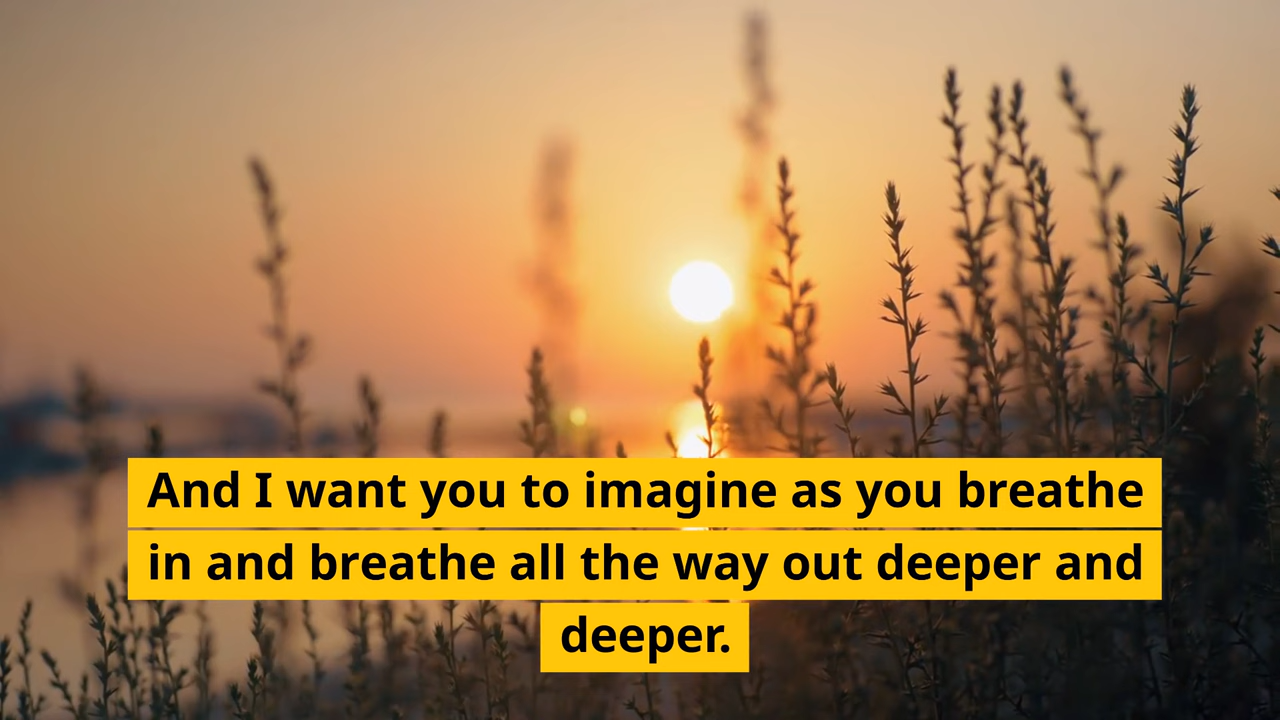 And I want you to imagine as you breathe
in and breathe all the way out deeper and
deeper.